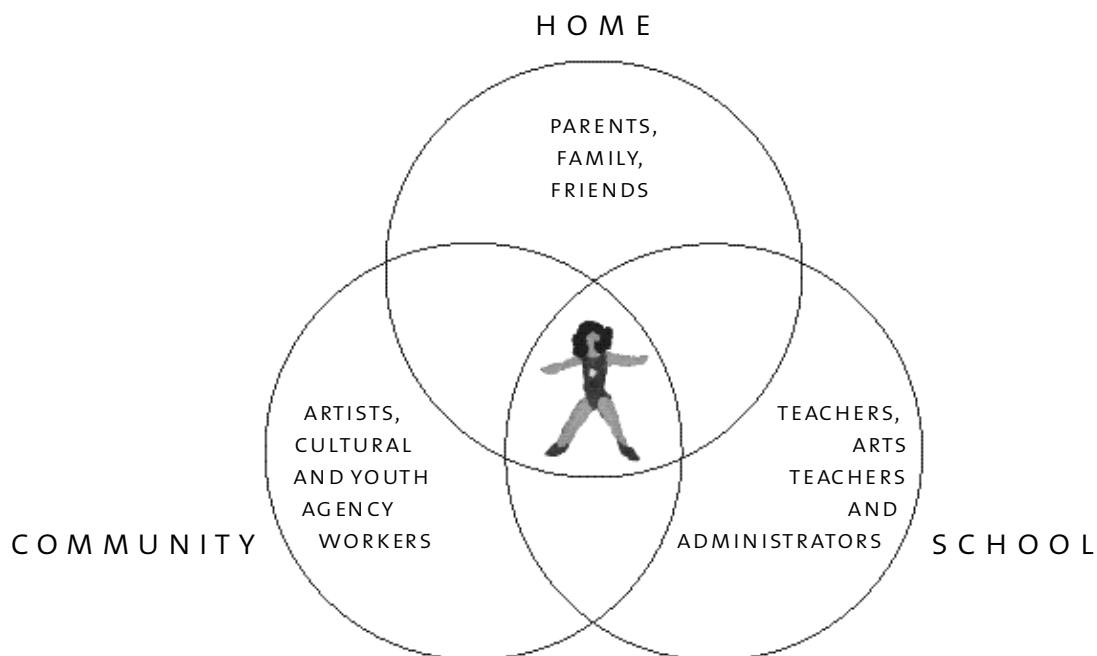 HOME
PARENTS,
FAMILY,
FRIENDS
ARTISTS,
CULTURAL
AND YOUTH
AGENCY
WORKERS
COMMUNITY
TEACHERS,
ARTS
TEACHERS
AND
ADMINISTRATORS
SCHOOL